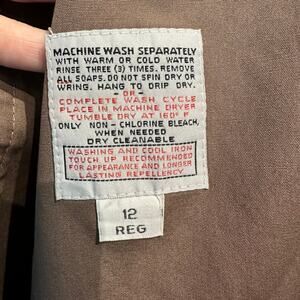 MACHINE WASH SEPARATELY
WITH WARM OR COLD WATER
RINSE THREE (3) TIMES. REMOVE
ALL SOAPS. DO NOT SPIN DRY OR
WRING. HANG TO DRIP DRY.
- OR -
COMPLETE WASH CYCLE
PLACE IN MACHINE DRYER
TUMBLE DRY AT 160° F
ONLY NON - CHLORINE BLEACH,
WHEN NEEDED
DRY CLEANABLE
WASHING AND COOL IRON
TOUCH UP RECOMMENDED
FOR APPEARANCE AND LONGER
LASTING REPELLENCY.
12
REG